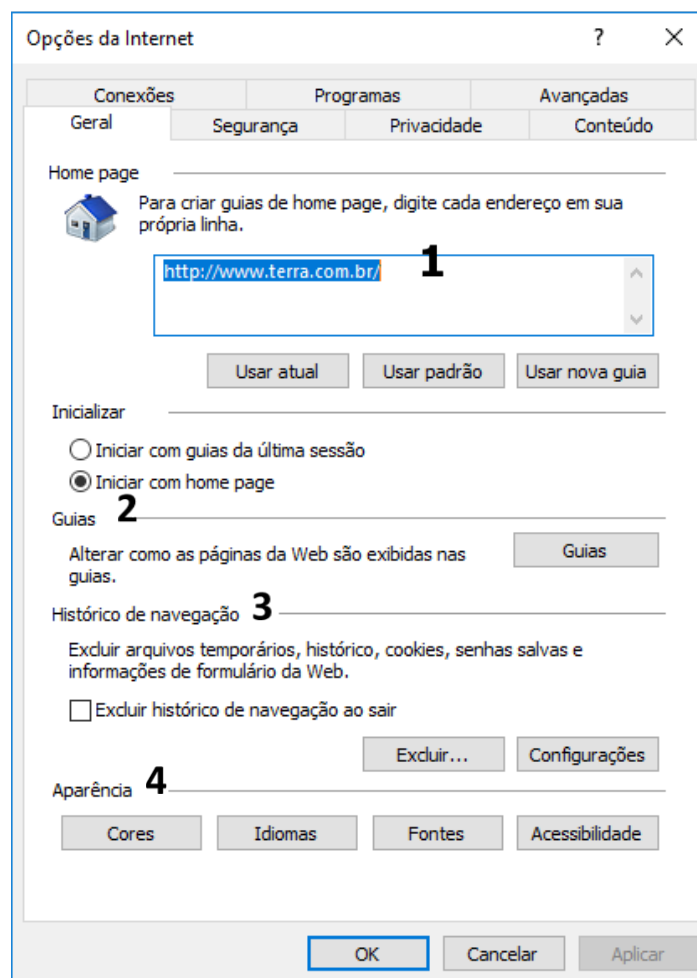 Opções da Internet ? ×
Conexões Programas Avançadas
Geral Segurança Privacidade Conteúdo
Home page
Para criar guias de home page, digite cada endereço em sua
própria linha.
1
http://www.terra.com.br/
Usar atual Usar padrão Usar nova guia
Inicializar
Iniciar com guias da última sessão
Iniciar com home page
Guias 2
Alterar como as páginas da Web são exibidas nas
guias.
Guias
Histórico de navegação 3
Excluir arquivos temporários, histórico, cookies, senhas salvas e
informações de formulário da Web.
Excluir histórico de navegação ao sair
Excluir... Configurações
Aparência 4
Cores Idiomas Fontes Acessibilidade
OK Cancelar Aplicar